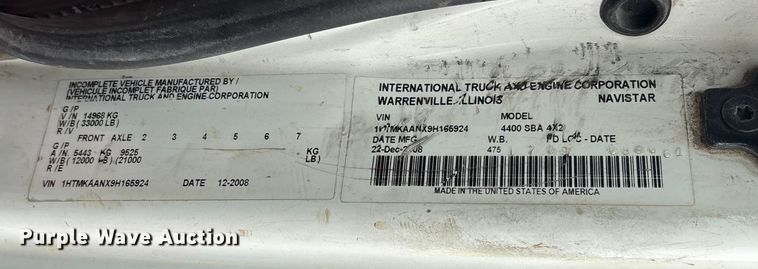 INCOMPLETE VEHICLE MANUFACTURED BY/
(VEHICULE INCOMPLET FABRIQUE PAR)
INTERNATIONAL TRUCK AND ENGINE CORPORATION
G/P
V/N 14968 KG
W/B( 33000 LB)
R/V
FRONT AXLE 2 3 4 5 6 7
G/P
A/N 5443 KG 9525 KG
W/B( 12000 LB)(21000 LB)
R/E
VIN 1HTMKAANX9H165924 DATE 12-2008
INTERNATIONAL TRUCK AND ENGINE CORPORATION
WARRENVILLE, ILLINOIS NAVISTAR
VIN MODEL
1HTMKAANX9H165924 4400 SBA 4X2
DATE MFG W.B. - DATE
22-Dec-2008 475
MADE IN THE UNITED STATES OF AMERICA
Purple Wave Auction